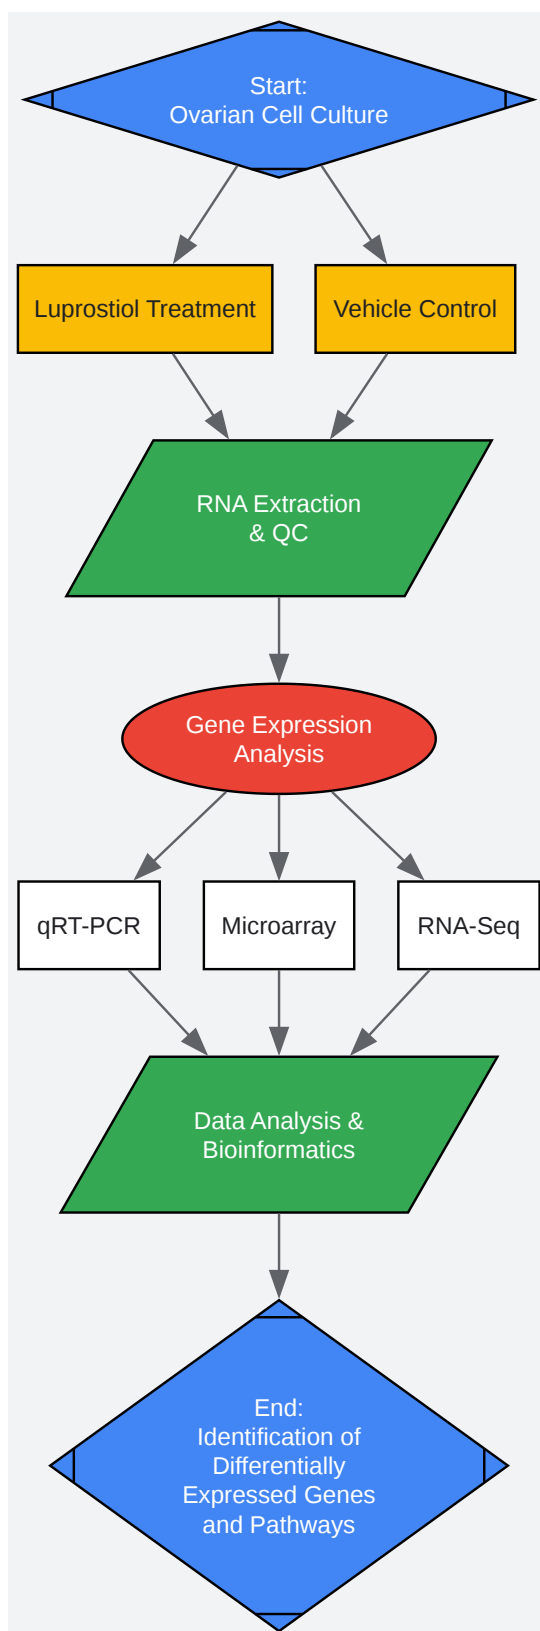 Start:
Ovarian Cell Culture
Luprostiol Treatment
Vehicle Control
RNA Extraction
& QC
Gene Expression
Analysis
qRT-PCR
Microarray
RNA-Seq
Data Analysis &
Bioinformatics
End:
Identification of
Differentially
Expressed Genes
and Pathways